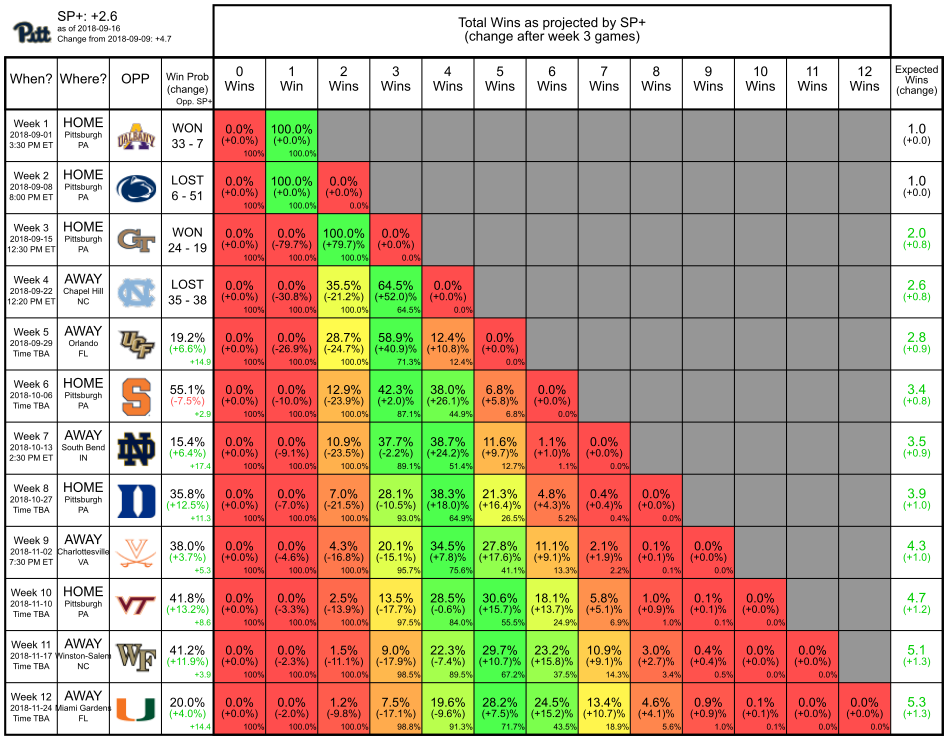 Pitt
SP+: +2.6
as of 2018-09-16
Change from 2018-09-09: +4.7
Total Wins as projected by SP+
(change after week 3 games)
When? Where? OPP Win Prob (change) Opp. SP+ 0 Wins 1 Win 2 Wins 3 Wins 4 Wins 5 Wins 6 Wins 7 Wins 8 Wins 9 Wins 10 Wins 11 Wins 12 Wins Expected Wins (change)
Week 1 HOME WON 0.0% 100.0% 1.0
2018-09-01 Pittsburgh UALBANY 33 - 7 (+0.0%) (+0.0%) (+0.0)
3:30 PM ET PA 100% 100.0%
Week 2 HOME LOST 0.0% 100.0% 0.0% 1.0
2018-09-08 Pittsburgh 6 - 51 (+0.0%) (+0.0%) (+0.0%) (+0.0)
8:00 PM ET PA 100% 100.0% 0.0%
Week 3 HOME WON 0.0% 0.0% 100.0% 0.0% 2.0
2018-09-15 Pittsburgh GT 24 - 19 (+0.0%) (-79.7%) (+79.7%) (+0.0%) (+0.8)
12:30 PM ET PA 100% 100.0% 100.0% 0.0%
Week 4 AWAY LOST 0.0% 0.0% 35.5% 64.5% 0.0% 2.6
2018-09-22 Chapel Hill NC 35 - 38 (+0.0%) (-30.8%) (-21.2%) (+52.0%) (+0.0%) (+0.8)
12:20 PM ET NC 100% 100.0% 100.0% 64.5% 0.0%
Week 5 AWAY 19.2% 0.0% 0.0% 28.7% 58.9% 12.4% 0.0% 2.8
2018-09-29 Orlando UCF (+6.6%) (+0.0%) (-26.9%) (-24.7%) (+40.9%) (+10.8%) (+0.0%) (+0.9)
Time TBA FL +14.9 100% 100.0% 100.0% 71.3% 12.4% 0.0%
Week 6 HOME 55.1% 0.0% 0.0% 12.9% 42.3% 38.0% 6.8% 0.0% 3.4
2018-10-06 Pittsburgh S (-7.5%) (+0.0%) (-10.0%) (-23.9%) (+2.0%) (+26.1%) (+5.8%) (+0.0%) (+0.8)
Time TBA PA +2.9 100% 100.0% 100.0% 87.1% 44.9% 6.8% 0.0%
Week 7 AWAY 15.4% 0.0% 0.0% 10.9% 37.7% 38.7% 11.6% 1.1% 0.0% 3.5
2018-10-13 South Bend ND (+6.4%) (+0.0%) (-9.1%) (-23.5%) (-2.2%) (+24.2%) (+9.7%) (+1.0%) (+0.0%) (+0.9)
2:30 PM ET IN +17.4 100% 100.0% 100.0% 89.1% 51.4% 12.7% 1.1% 0.0%
Week 8 HOME 35.8% 0.0% 0.0% 7.0% 28.1% 38.3% 21.3% 4.8% 0.4% 0.0% 3.9
2018-10-27 Pittsburgh D (+12.5%) (+0.0%) (-7.0%) (-21.5%) (-10.5%) (+18.0%) (+16.4%) (+4.3%) (+0.4%) (+0.0%) (+1.0)
Time TBA PA +11.3 100% 100.0% 100.0% 93.0% 64.9% 26.5% 5.2% 0.4% 0.0%
Week 9 AWAY 38.0% 0.0% 0.0% 4.3% 20.1% 34.5% 27.8% 11.1% 2.1% 0.1% 0.0% 4.3
2018-11-02 Charlottesville V (+3.7%) (+0.0%) (-4.6%) (-16.8%) (-15.1%) (+7.8%) (+17.6%) (+9.1%) (+1.9%) (+0.1%) (+0.0%) (+1.0)
7:30 PM ET VA +5.3 100% 100.0% 100.0% 95.7% 75.6% 41.1% 13.3% 2.2% 0.1% 0.0%
Week 10 HOME 41.8% 0.0% 0.0% 2.5% 13.5% 28.5% 30.6% 18.1% 5.8% 1.0% 0.1% 0.0% 4.7
2018-11-10 Pittsburgh VT (+13.2%) (+0.0%) (-3.3%) (-13.9%) (-17.7%) (-0.6%) (+15.7%) (+13.7%) (+5.1%) (+0.9%) (+0.1%) (+0.0%) (+1.2)
Time TBA PA +8.6 100% 100.0% 100.0% 97.5% 84.0% 55.5% 24.9% 6.9% 1.0% 0.1% 0.0%
Week 11 AWAY 41.2% 0.0% 0.0% 1.5% 9.0% 22.3% 29.7% 23.2% 10.9% 3.0% 0.4% 0.0% 0.0% 5.1
2018-11-17 Winston-Salem WF (+11.9%) (+0.0%) (-2.3%) (-11.1%) (-17.9%) (-7.4%) (+10.7%) (+15.8%) (+9.1%) (+2.7%) (+0.4%) (+0.0%) (+0.0%) (+1.3)
Time TBA NC +3.9 100% 100.0% 100.0% 98.5% 89.5% 67.2% 37.5% 14.3% 3.4% 0.5% 0.0% 0.0%
Week 12 AWAY 20.0% 0.0% 0.0% 1.2% 7.5% 19.6% 28.2% 24.5% 13.4% 4.6% 0.9% 0.1% 0.0% 0.0% 5.3
2018-11-24 Miami Gardens U (+4.0%) (+0.0%) (-2.0%) (-9.8%) (-17.1%) (-9.6%) (+7.5%) (+15.2%) (+10.7%) (+4.1%) (+0.9%) (+0.1%) (+0.0%) (+0.0%) (+1.3)
Time TBA FL +14.4 100% 100.0% 100.0% 98.8% 91.3% 71.7% 43.5% 18.9% 5.6% 1.0% 0.1% 0.0% 0.0%